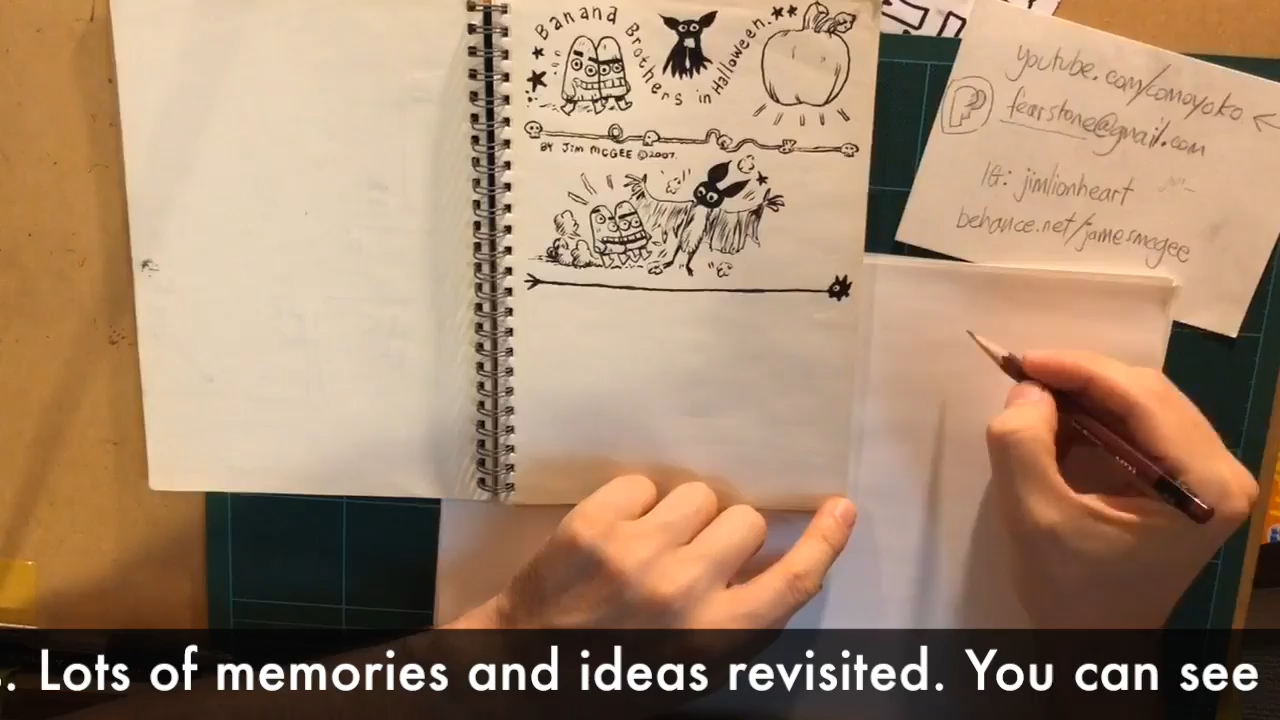 Banana Brothers in Halloween.
BY JIM MCGEE ©2007.
youtube.com/comoyoko
P fearstone@gmail.com
IG: jimlionheart
behance.net/jamesmcgee
. Lots of memories and ideas revisited. You can see